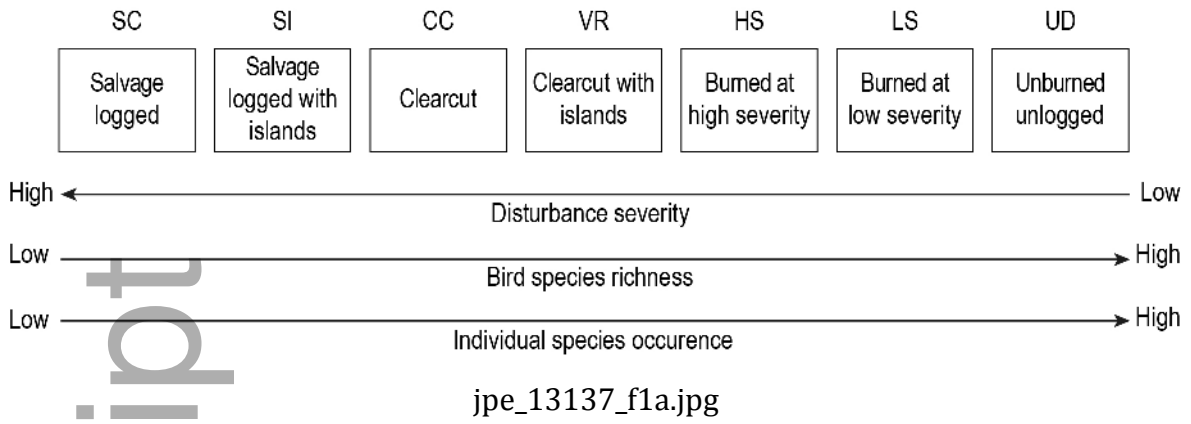 SC SI CC VR HS LS UD
Salvage
logged
Salvage
logged with
islands
Clearcut
Clearcut with
islands
Burned at
high severity
Burned at
low severity
Unburned
unlogged
High Low
Disturbance severity
Low High
Bird species richness
Low High
Individual species occurence
ipt
jpe_13137_f1a.jpg